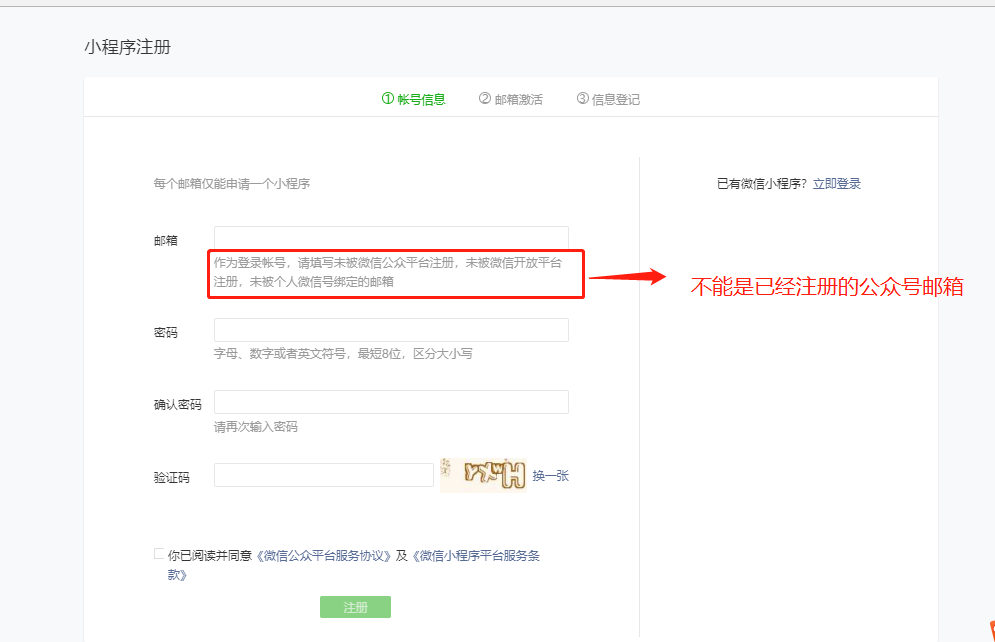 小程序注册
① 帐号信息 ② 邮箱激活 ③ 信息登记
每个邮箱仅能申请一个小程序
已有微信小程序？立即登录
邮箱
作为登录帐号，请填写未被微信公众平台注册，未被微信开放平台
注册，未被个人微信号绑定的邮箱
不能是已经注册的公众号邮箱
密码
字母、数字或者英文符号，最短8位，区分大小写
确认密码
请再次输入密码
验证码
换一张
你已阅读并同意《微信公众平台服务协议》及《微信小程序平台服务条
款》
注册